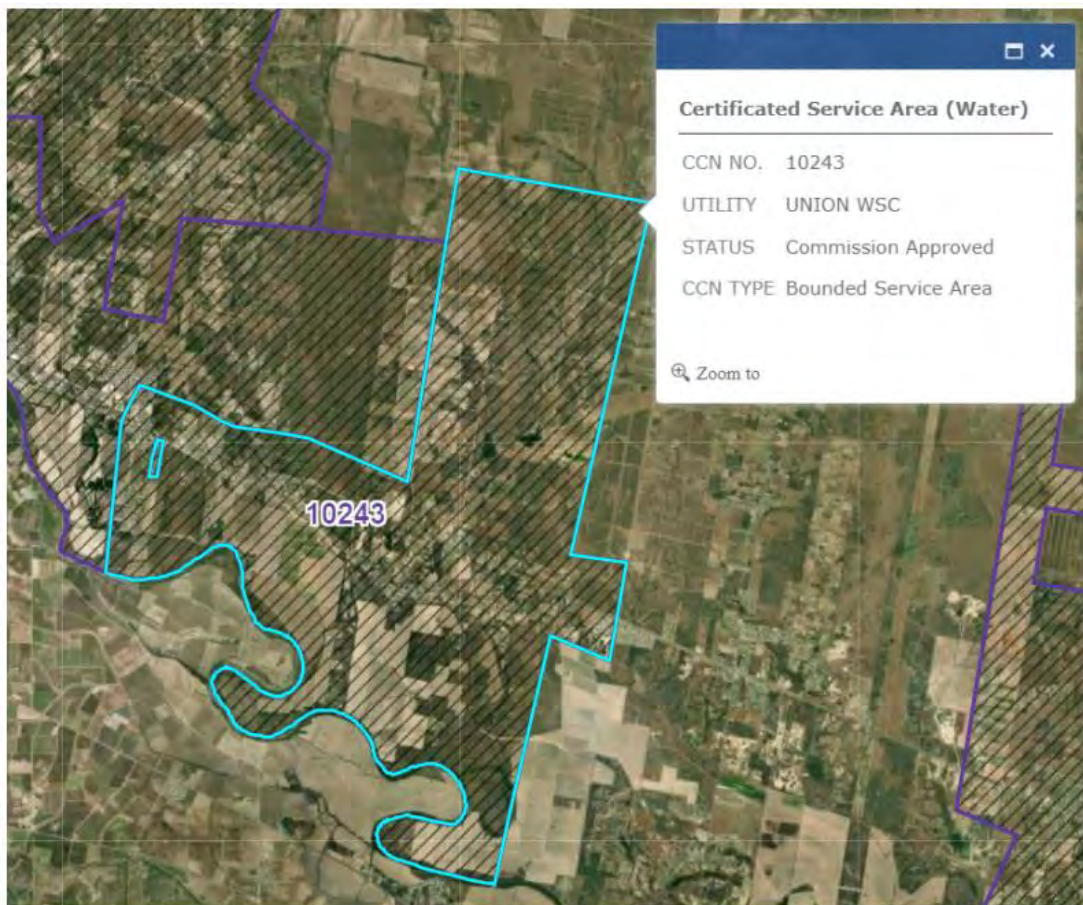 Certificated Service Area (Water)
CCN NO. 10243
UTILITY UNION WSC
STATUS Commission Approved
CCN TYPE Bounded Service Area
Zoom to
10243